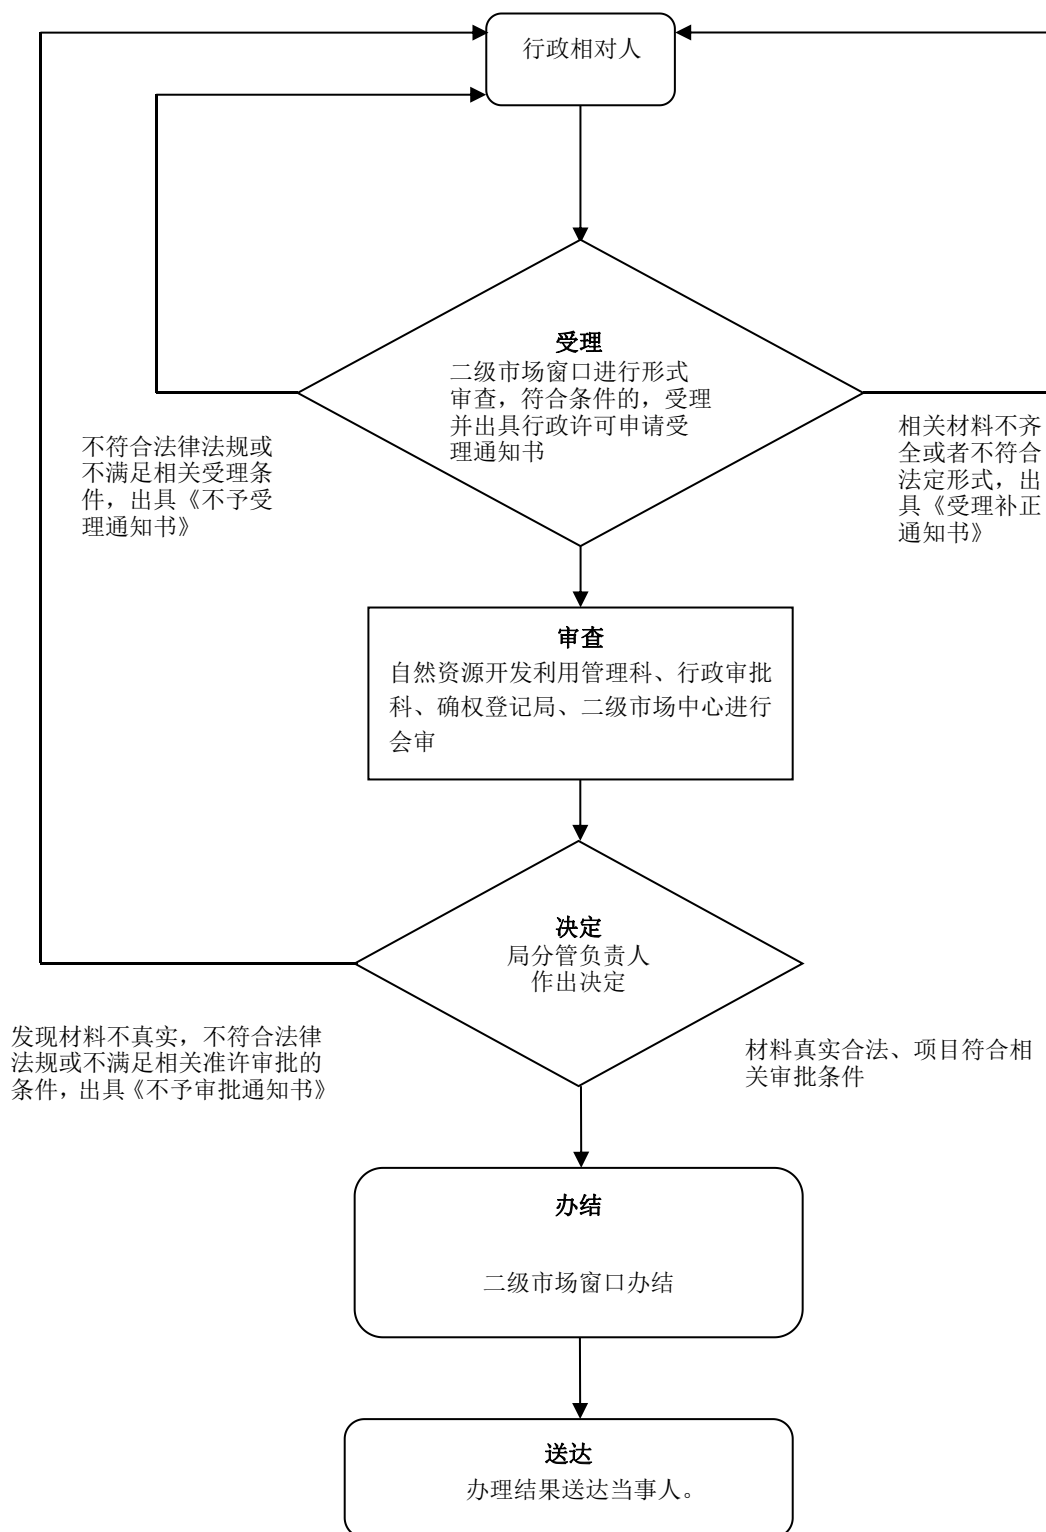 行政相对人
受理
二级市场窗口进行形式
审查，符合条件的，受理
并出具行政许可申请受
理通知书
不符合法律法规或
不满足相关受理条
件，出具《不予受
理通知书》
相关材料不齐
全或者不符合
法定形式，出
具《受理补正
通知书》
审查
自然资源开发利用管理科、行政审批
科、确权登记局、二级市场中心进行
会审
决定
局分管负责人
作出决定
发现材料不真实，不符合法律
法规或不满足相关准许审批的
条件，出具《不予审批通知书》
材料真实合法、项目符合相
关审批条件
办结
二级市场窗口办结
送达
办理结果送达当事人。